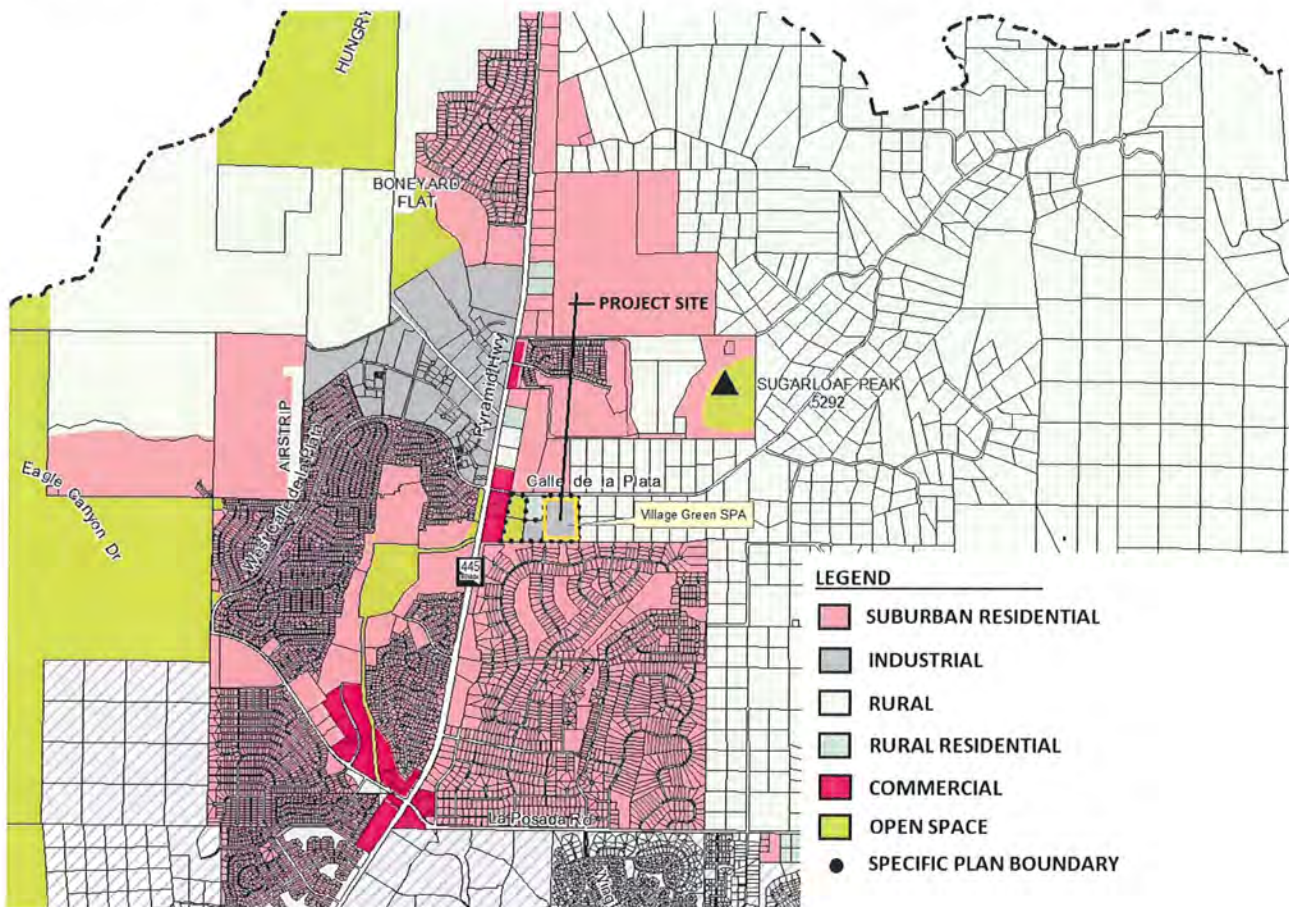 HUNGRY
BONEYARD
FLAT
PROJECT SITE
Pyramid Hwy
SUGARLOAF PEAK
5292
AIRSTRIP
Eagle Canyon Dr
Calle de la Plata
Village Green SPA
445
La Posada Rd
LEGEND
SUBURBAN RESIDENTIAL
INDUSTRIAL
RURAL
RURAL RESIDENTIAL
COMMERCIAL
OPEN SPACE
SPECIFIC PLAN BOUNDARY